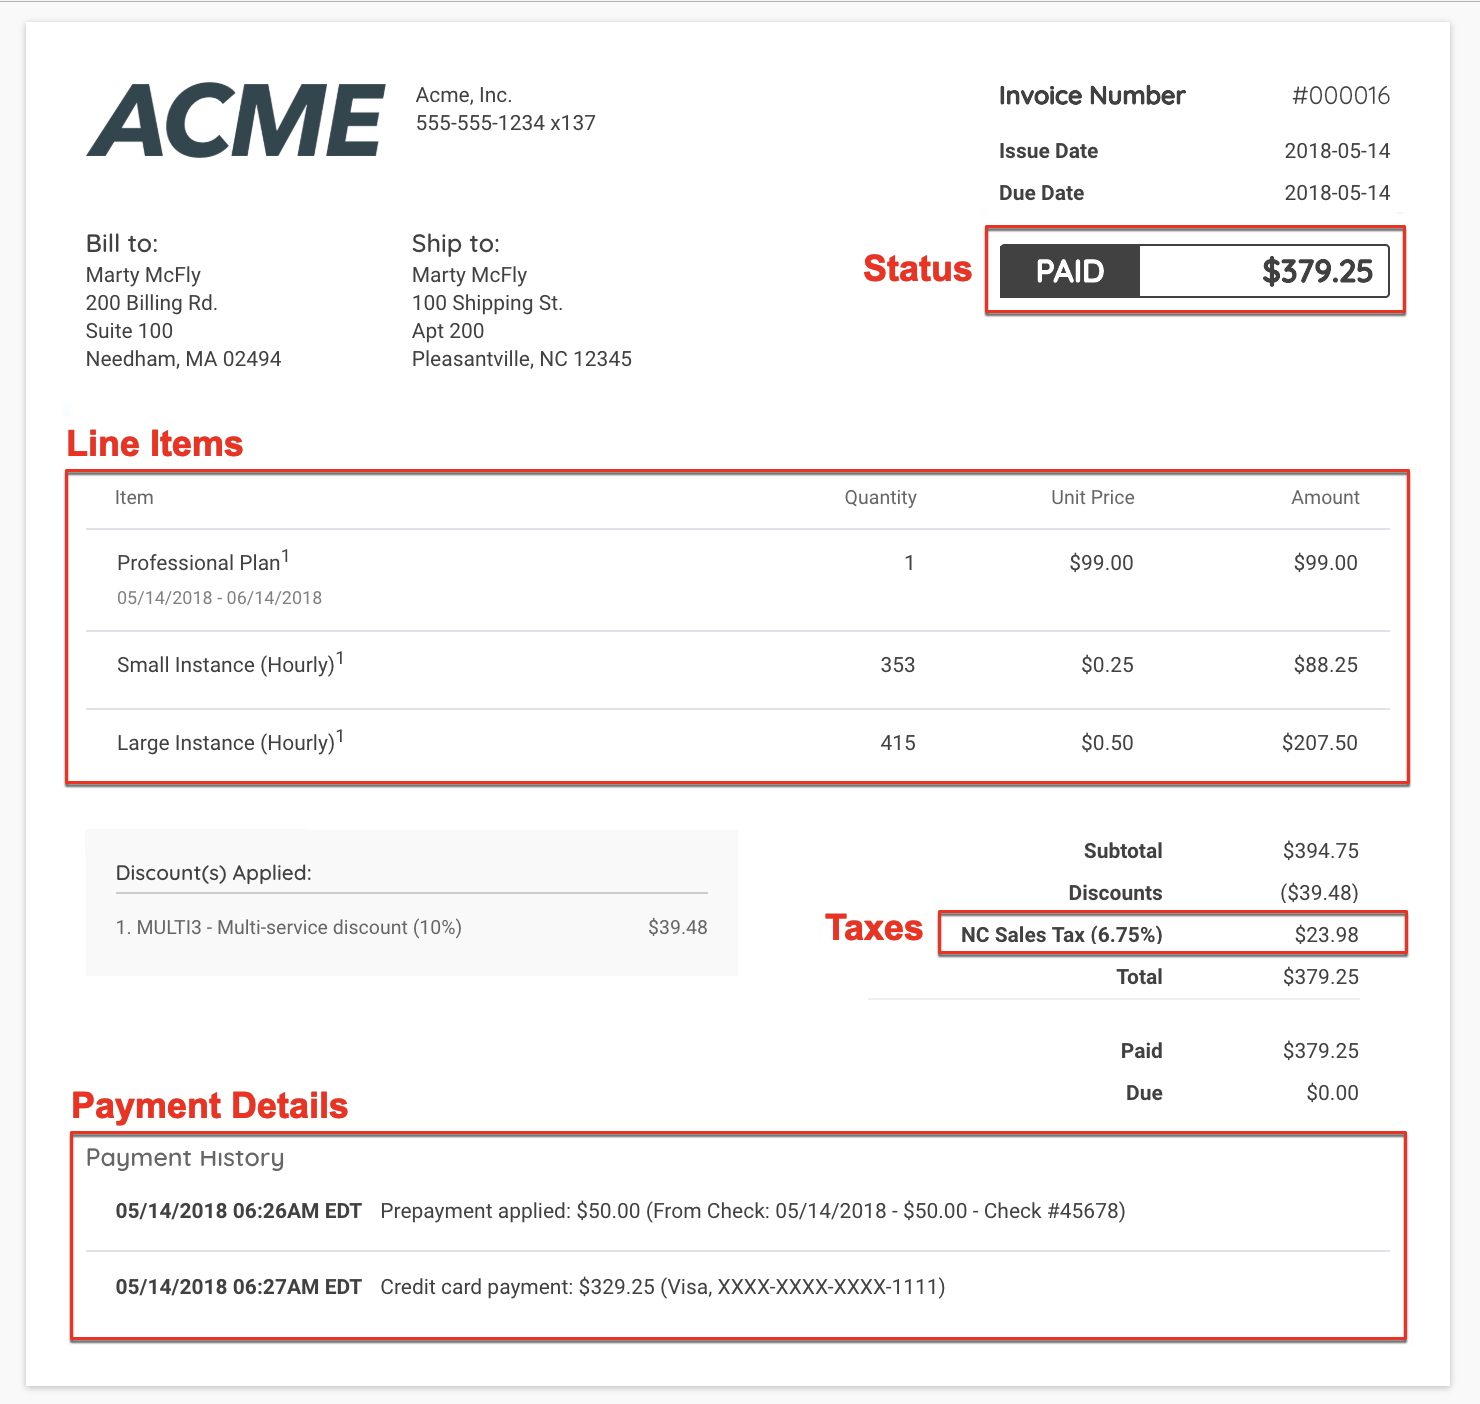 ACME
Acme, Inc.
555-555-1234 x137
Invoice Number #000016
Issue Date 2018-05-14
Due Date 2018-05-14
Status
PAID $379.25
Bill to:
Marty McFly
200 Billing Rd.
Suite 100
Needham, MA 02494
Ship to:
Marty McFly
100 Shipping St.
Apt 200
Pleasantville, NC 12345
Line Items
Item Quantity Unit Price Amount
Professional Plan1 1 $99.00 $99.00
05/14/2018 - 06/14/2018
Small Instance (Hourly)1 353 $0.25 $88.25
Large Instance (Hourly)1 415 $0.50 $207.50
Discount(s) Applied:
1. MULTI3 - Multi-service discount (10%) $39.48
Subtotal $394.75
Discounts ($39.48)
Taxes
NC Sales Tax (6.75%) $23.98
Total $379.25
Paid $379.25
Due $0.00
Payment Details
Payment History
05/14/2018 06:26AM EDT Prepayment applied: $50.00 (From Check: 05/14/2018 - $50.00 - Check #45678)
05/14/2018 06:27AM EDT Credit card payment: $329.25 (Visa, XXXX-XXXX-XXXX-1111)